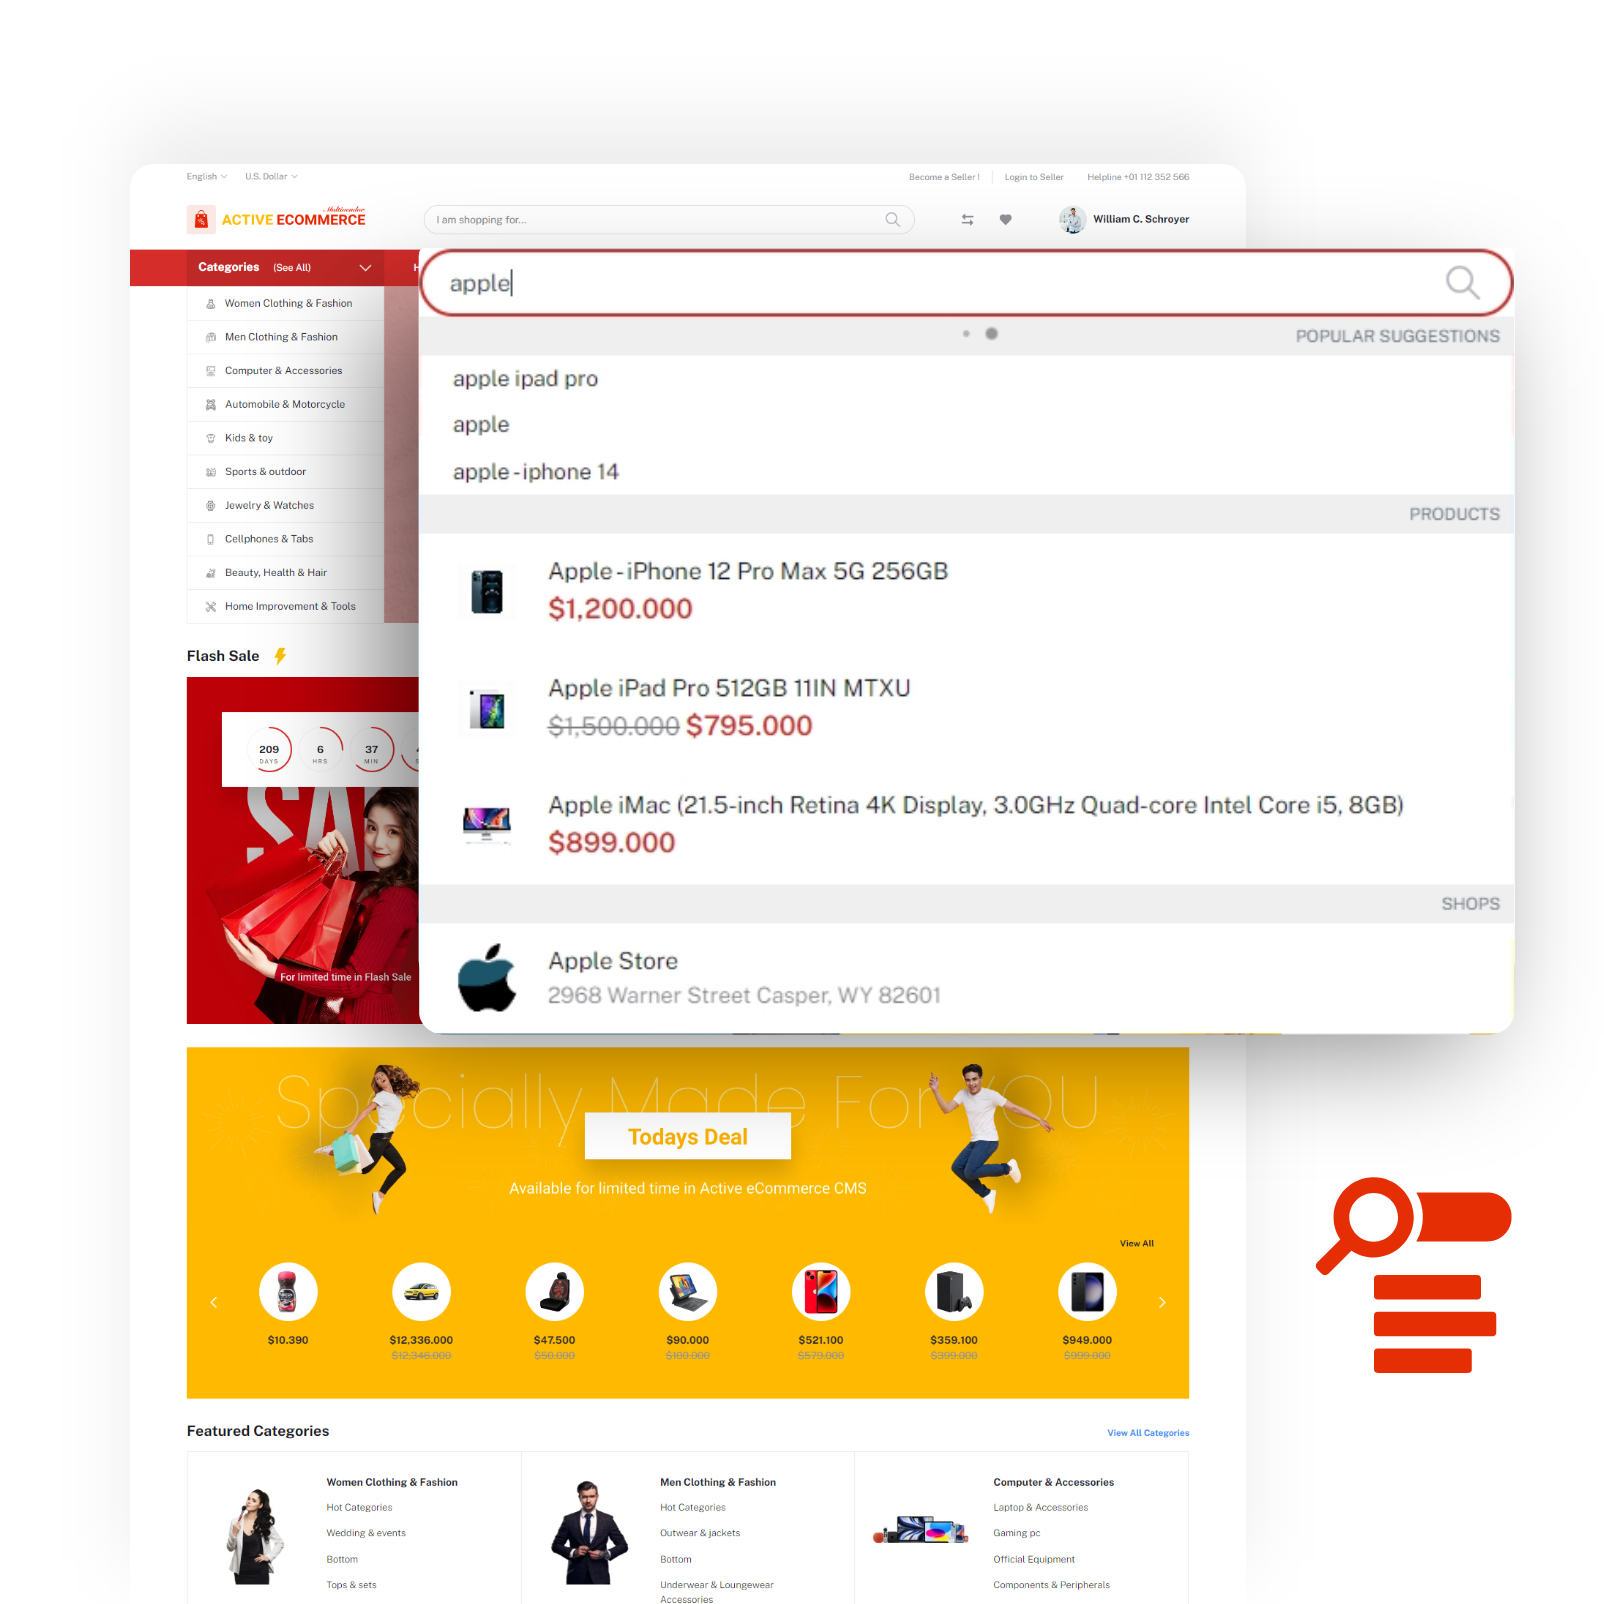 English
U.S. Dollar
Become a Seller !
Login to Seller
Helpline +01 112 352 566
Multivendor
ACTIVE ECOMMERCE
I am shopping for...
William C. Schroyer
Categories (See All)
H
apple
POPULAR SUGGESTIONS
apple ipad pro
apple
apple - iphone 14
PRODUCTS
Apple - iPhone 12 Pro Max 5G 256GB
$1,200.000
Apple iPad Pro 512GB 11IN MTXU
$1,500.000 $795.000
Apple iMac (21.5-inch Retina 4K Display, 3.0GHz Quad-core Intel Core i5, 8GB)
$899.000
SHOPS
Apple Store
2968 Warner Street Casper, WY 82601
Women Clothing & Fashion
Men Clothing & Fashion
Computer & Accessories
Automobile & Motorcycle
Kids & toy
Sports & outdoor
Jewelry & Watches
Cellphones & Tabs
Beauty, Health & Hair
Home Improvement & Tools
Flash Sale
209 6 37
DAYS HRS MIN
SA
For limited time in Flash Sale
Specially Made For YOU
Todays Deal
Available for limited time in Active eCommerce CMS
View All
$10.390 $12,336.000 $47.500 $90.000 $521.100 $359.100 $949.000
$12,346.000 $50.000 $100.000 $579.000 $399.000 $999.000
Featured Categories
View All Categories
Women Clothing & Fashion
Hot Categories
Wedding & events
Bottom
Tops & sets
Men Clothing & Fashion
Hot Categories
Outwear & jackets
Bottom
Underwear & Loungewear
Accessories
Computer & Accessories
Laptop & Accessories
Gaming pc
Official Equipment
Components & Peripherals